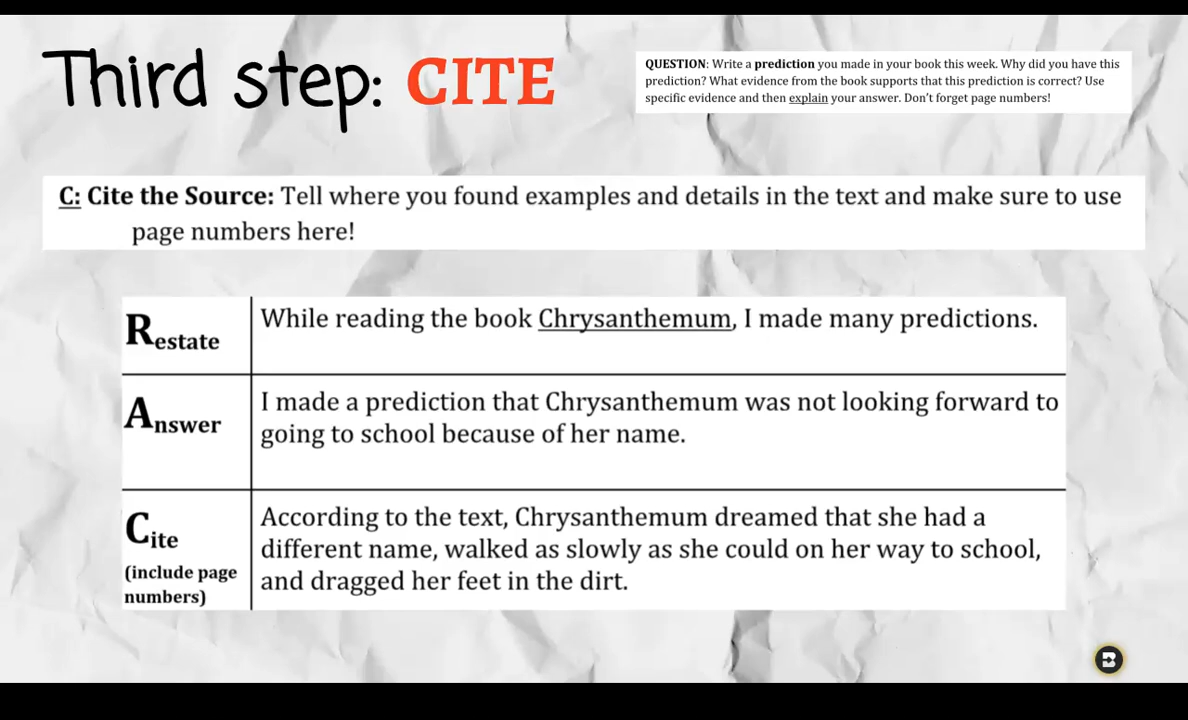 Third step: CITE
QUESTION: Write a prediction you made in your book this week. Why did you have this
prediction? What evidence from the book supports that this prediction is correct? Use
specific evidence and then explain your answer. Don't forget page numbers!
C: Cite the Source: Tell where you found examples and details in the text and make sure to use
page numbers here!
Restate
While reading the book Chrysanthemum, I made many predictions.
Answer
I made a prediction that Chrysanthemum was not looking forward to
going to school because of her name.
Cite
(include page
numbers)
According to the text, Chrysanthemum dreamed that she had a
different name, walked as slowly as she could on her way to school,
and dragged her feet in the dirt.
B